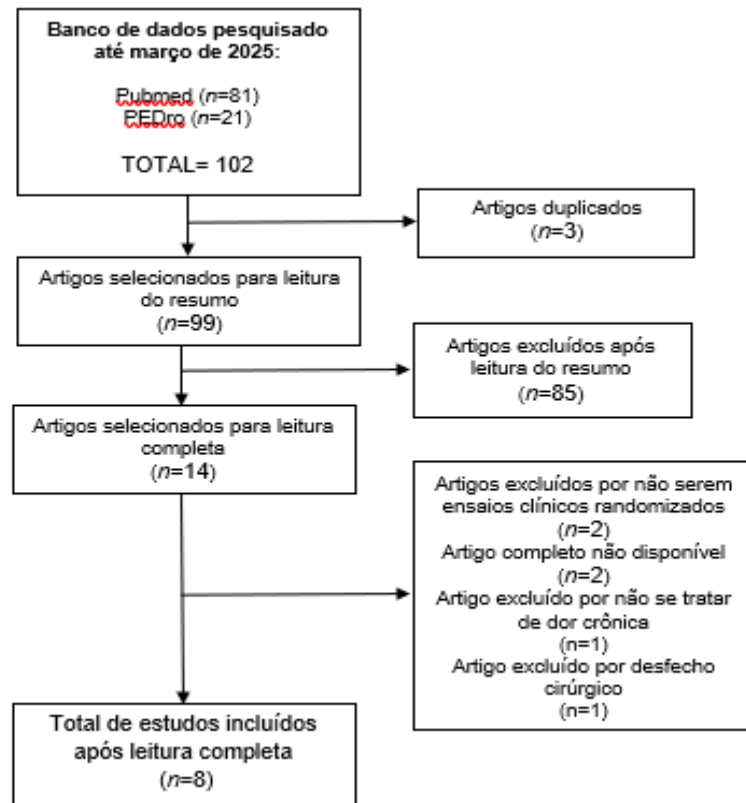 Banco de dados pesquisado
até março de 2025:
Pubmed (n=81)
PEDro (n=21)
TOTAL= 102
Artigos duplicados
(n=3)
Artigos selecionados para leitura
do resumo
(n=99)
Artigos excluídos após
leitura do resumo
(n=85)
Artigos selecionados para leitura
completa
(n=14)
Artigos excluídos por não serem
ensaios clínicos randomizados
(n=2)
Artigo completo não disponível
(n=2)
Artigo excluído por não se tratar
de dor crônica
(n=1)
Artigo excluído por desfecho
cirúrgico
(n=1)
Total de estudos incluídos
após leitura completa
(n=8)